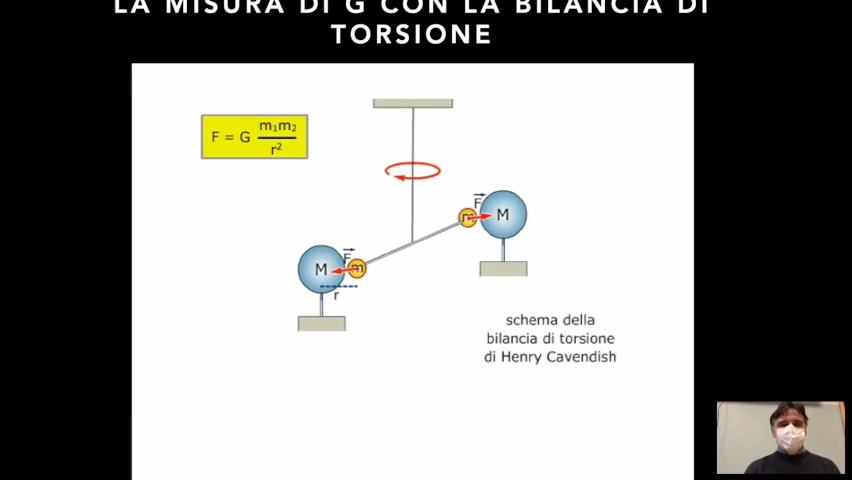 LA MISURA DI G CON LA BILANCIA DI
TORSIONE
F = G m₁m₂ / r²
F
m M
F
M m
r
schema della
bilancia di torsione
di Henry Cavendish